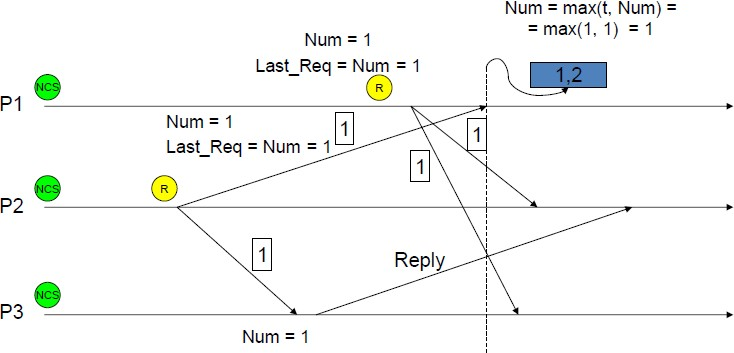 Num = max(t, Num) =
= max(1, 1) = 1
Num = 1
Last_Req = Num = 1
1,2
NCS
R
P1
Num = 1
Last_Req = Num = 1
1
1
1
NCS
R
P2
1
Reply
NCS
P3
Num = 1